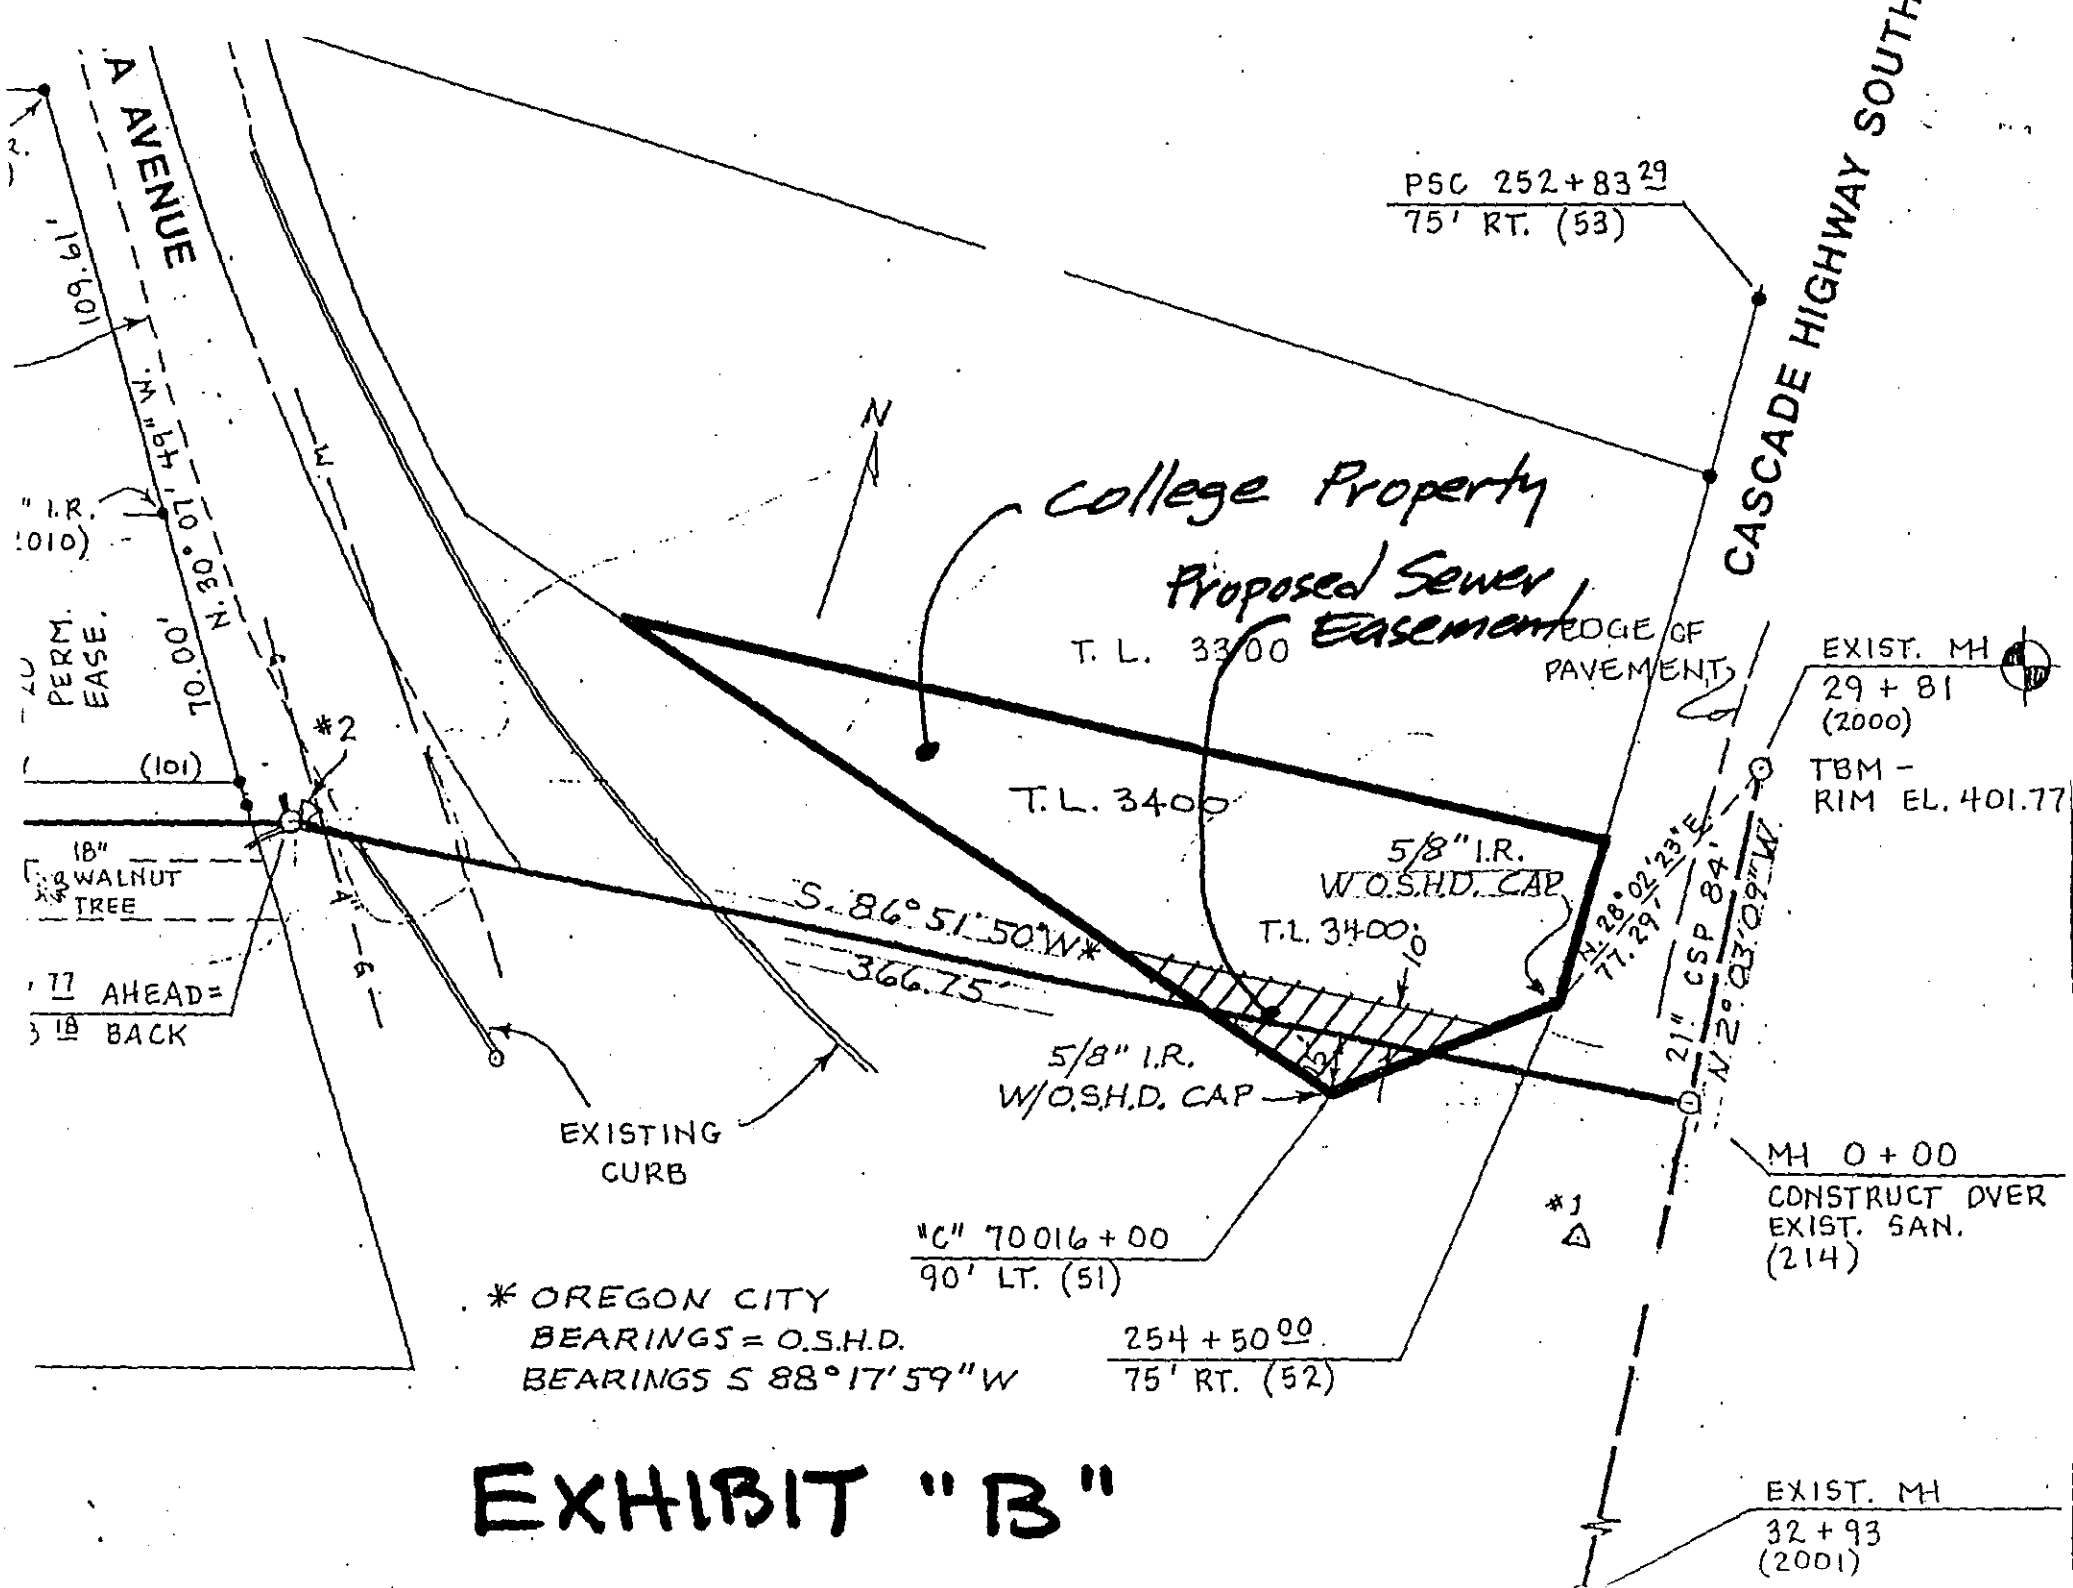 A AVENUE
CASCADE HIGHWAY SOUTH
PSC 252+83 29
75' RT. (53)
109.61'
N
N. 30° 07' 49" W.
W
College Property
" I.R.
1010)
Proposed Sewer
Easement
PERM.
EASE.
70.00'
T. L. 3300
EDGE OF
PAVEMENT
EXIST. MH
29 + 81
(2000)
#2
(101)
TBM -
RIM EL. 401.77
T.L. 3400
5/8" I.R.
W O.S.H.D. CAP
N. 28° 02' 23" E.
77.29'
21" CSP 84'
N 2° 03' 09" W.
18"
WALNUT
TREE
S. 86° 51' 50" W*
366.75'
T.L. 3400
10'
77 AHEAD=
3 18 BACK
G
5/8" I.R.
W/O.S.H.D. CAP
15'
EXISTING
CURB
MH 0 + 00
CONSTRUCT OVER
EXIST. SAN.
(214)
#1
"C" 70016 + 00
90' LT. (51)
* OREGON CITY
BEARINGS = O.S.H.D.
BEARINGS S 88° 17' 59" W
254 + 50 00
75' RT. (52)
EXHIBIT "B"
EXIST. MH
32 + 93
(2001)